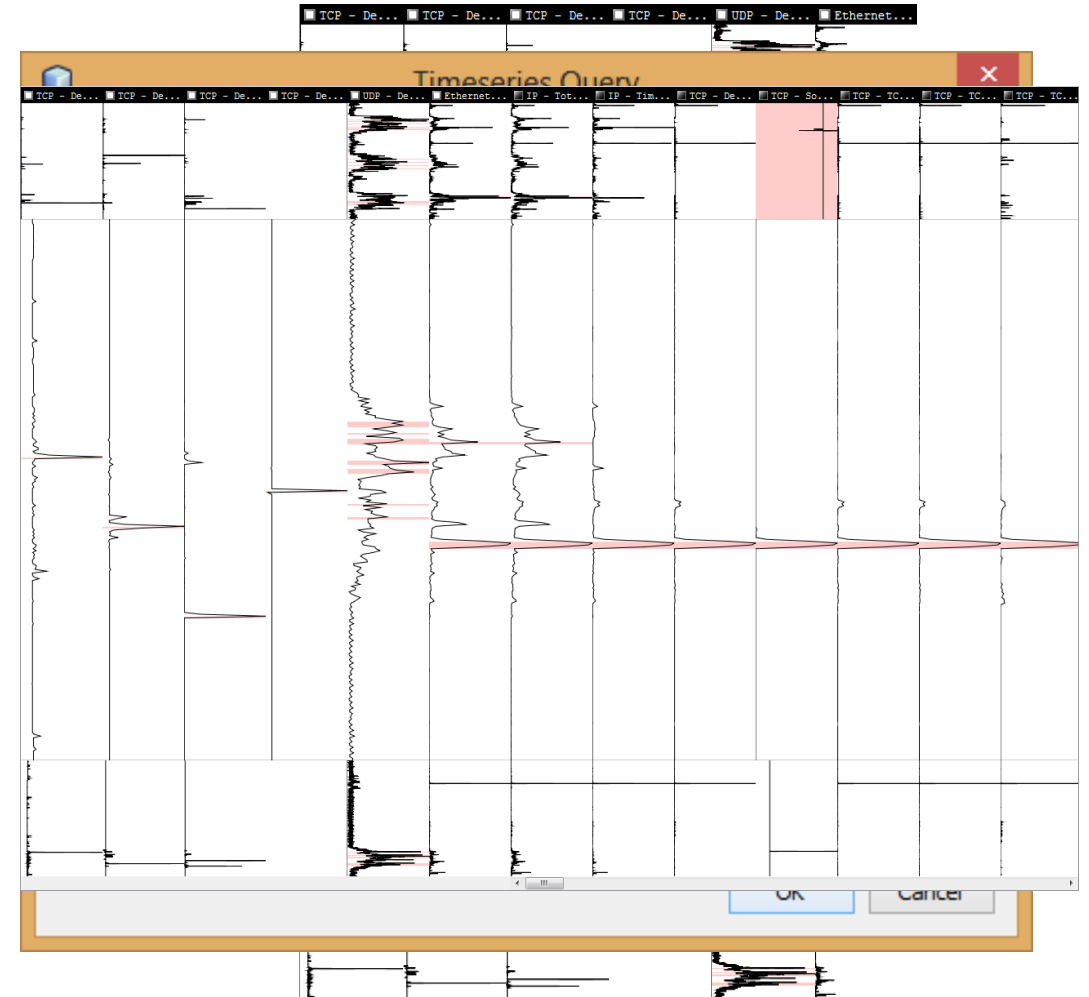 TCP - De... TCP - De... TCP - De... TCP - De... UDP - De... Ethernet...
Timeseries Query
TCP - De... TCP - De... TCP - De... TCP - De... UDP - De... Ethernet... IP - Tot... IP - Tim... TCP - De... TCP - So... TCP - TC... TCP - TC... TCP - TC...
OK Cancel